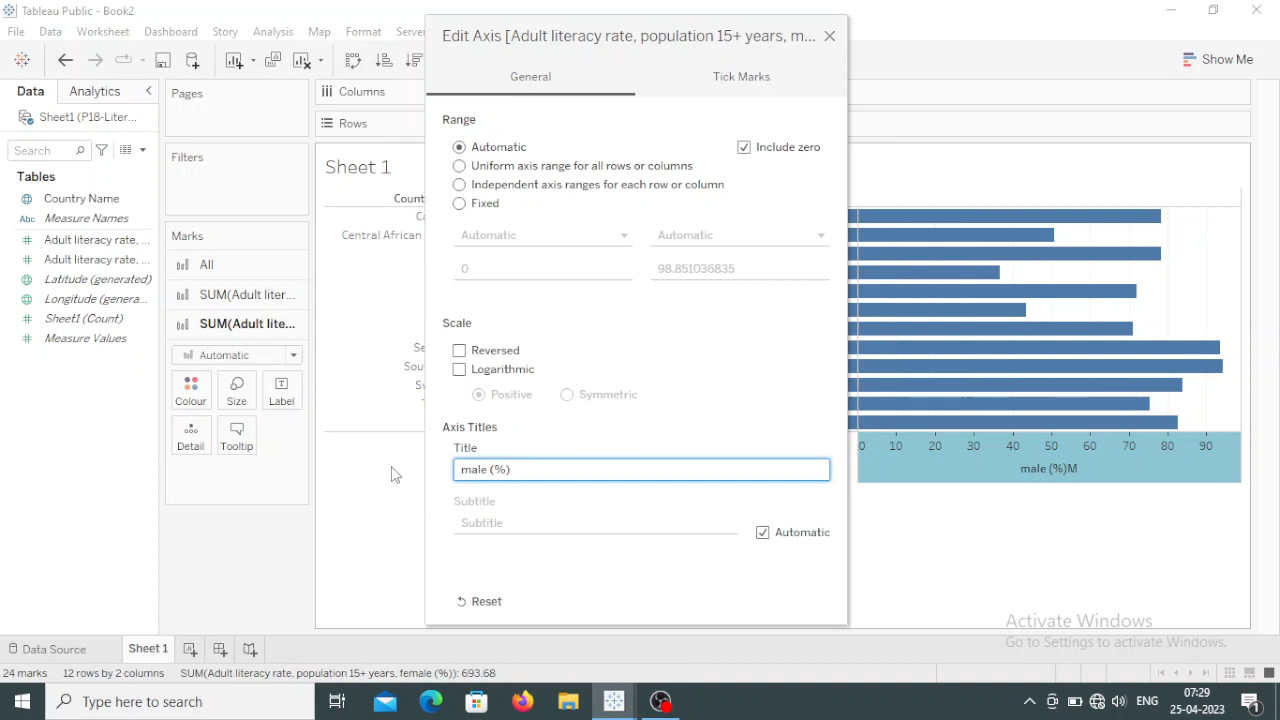 Tableau Public - Book2
File Data Worksheet Dashboard Story Analysis Map Format Server
Show Me
Data Analytics
Sheet1 (P18-Liter...
Search
Tables
Country Name
Abc Measure Names
Adult literacy rate, ...
Adult literacy rate, ...
Latitude (generated)
Longitude (genera...
Sheet1 (Count)
Measure Values
Pages
Filters
Marks
All
SUM(Adult liter...
SUM(Adult lite...
Automatic
Colour Size Label
Detail Tooltip
Columns
Rows
Sheet 1
Count
Ca
Central African
Se
Sou
Sw
Edit Axis [Adult literacy rate, population 15+ years, m...
General Tick Marks
Range
Automatic Include zero
Uniform axis range for all rows or columns
Independent axis ranges for each row or column
Fixed
Automatic Automatic
0 98.851036835
Scale
Reversed
Logarithmic
Positive Symmetric
Axis Titles
Title
male (%)
Subtitle
Subtitle
Automatic
Reset
0 10 20 30 40 50 60 70 80 90
male (%)M
Activate Windows
Go to Settings to activate Windows.
Data Source Sheet 1
24 marks 12 rows by 2 columns SUM(Adult literacy rate, population 15+ years, female (%)): 693.68
Type here to search
ENG
07:29
25-04-2023
1